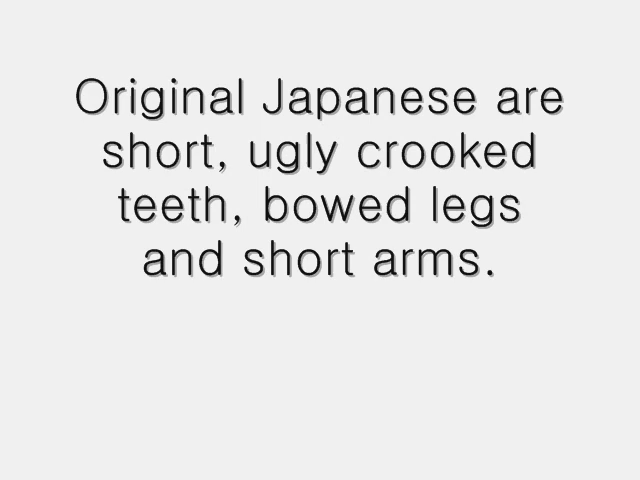 Original Japanese are
short, ugly crooked
teeth, bowed legs
and short arms.